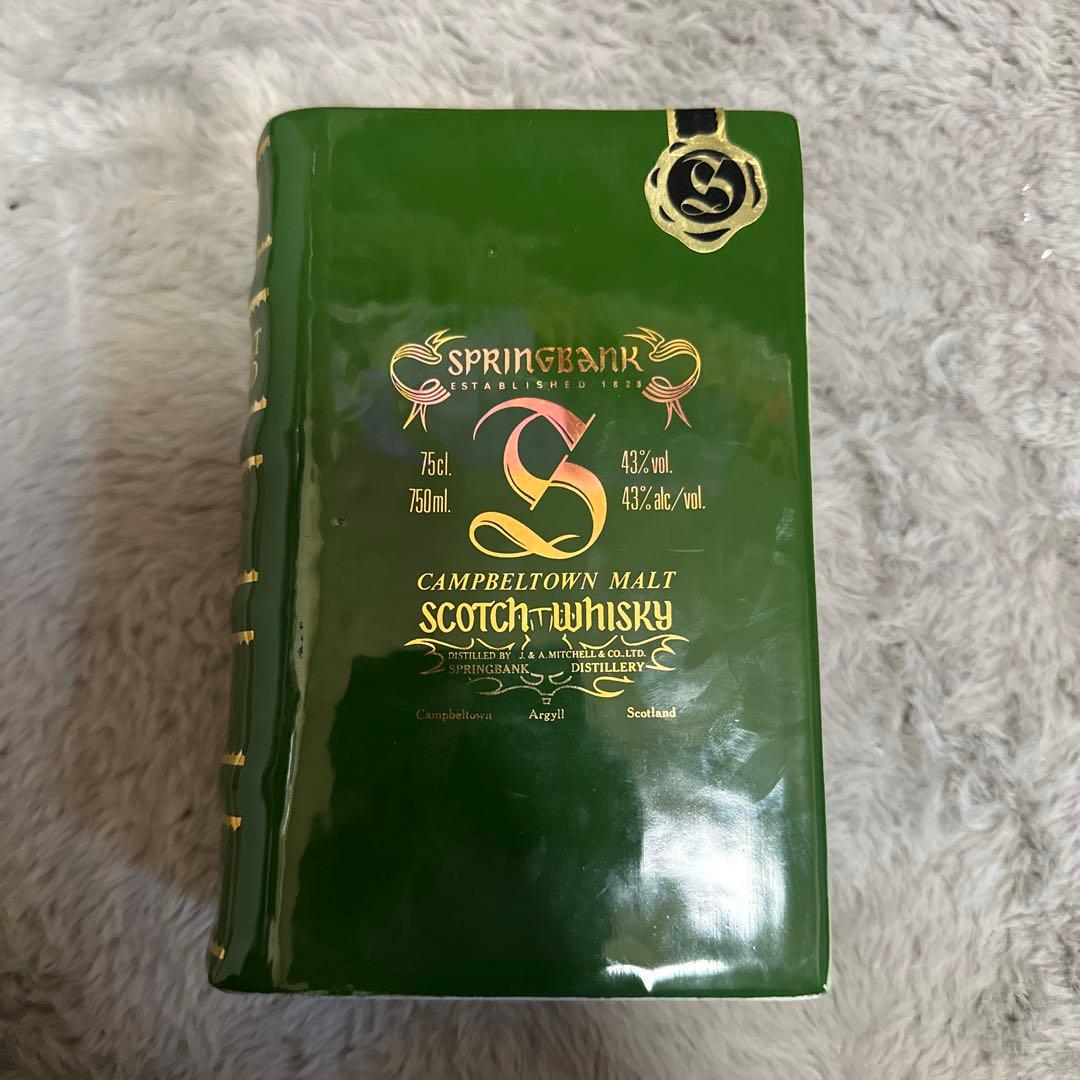 S
SPRINGBANK
ESTABLISHED 1828
S
75cl. 43% vol.
750ml. 43% alc/vol.
CAMPBELTOWN MALT
SCOTCH WHISKY
DISTILLED BY J. & A. MITCHELL & CO., LTD.
SPRINGBANK DISTILLERY
Campbeltown Argyll Scotland